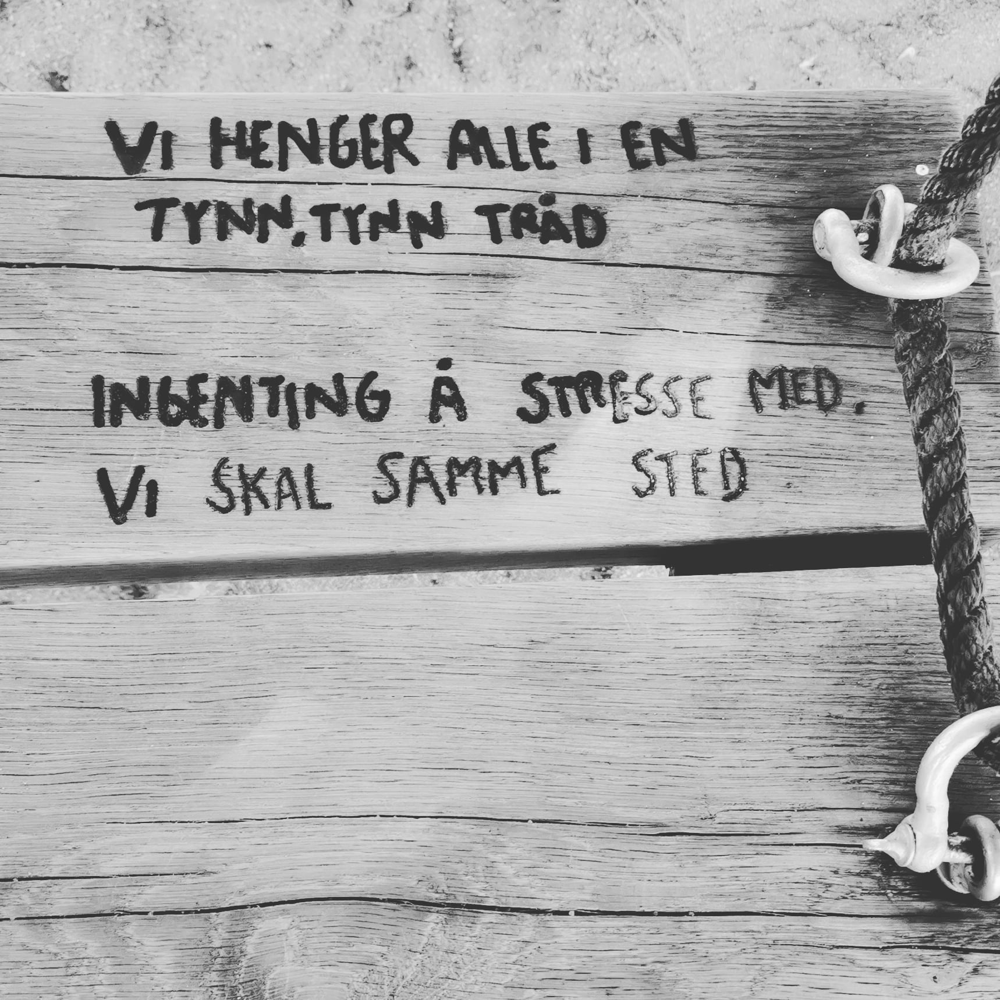 VI HENGER ALLE I EN
TYNN, TYNN TRÅD
INGENTING Å STRESSE MED.
VI SKAL SAMME STED